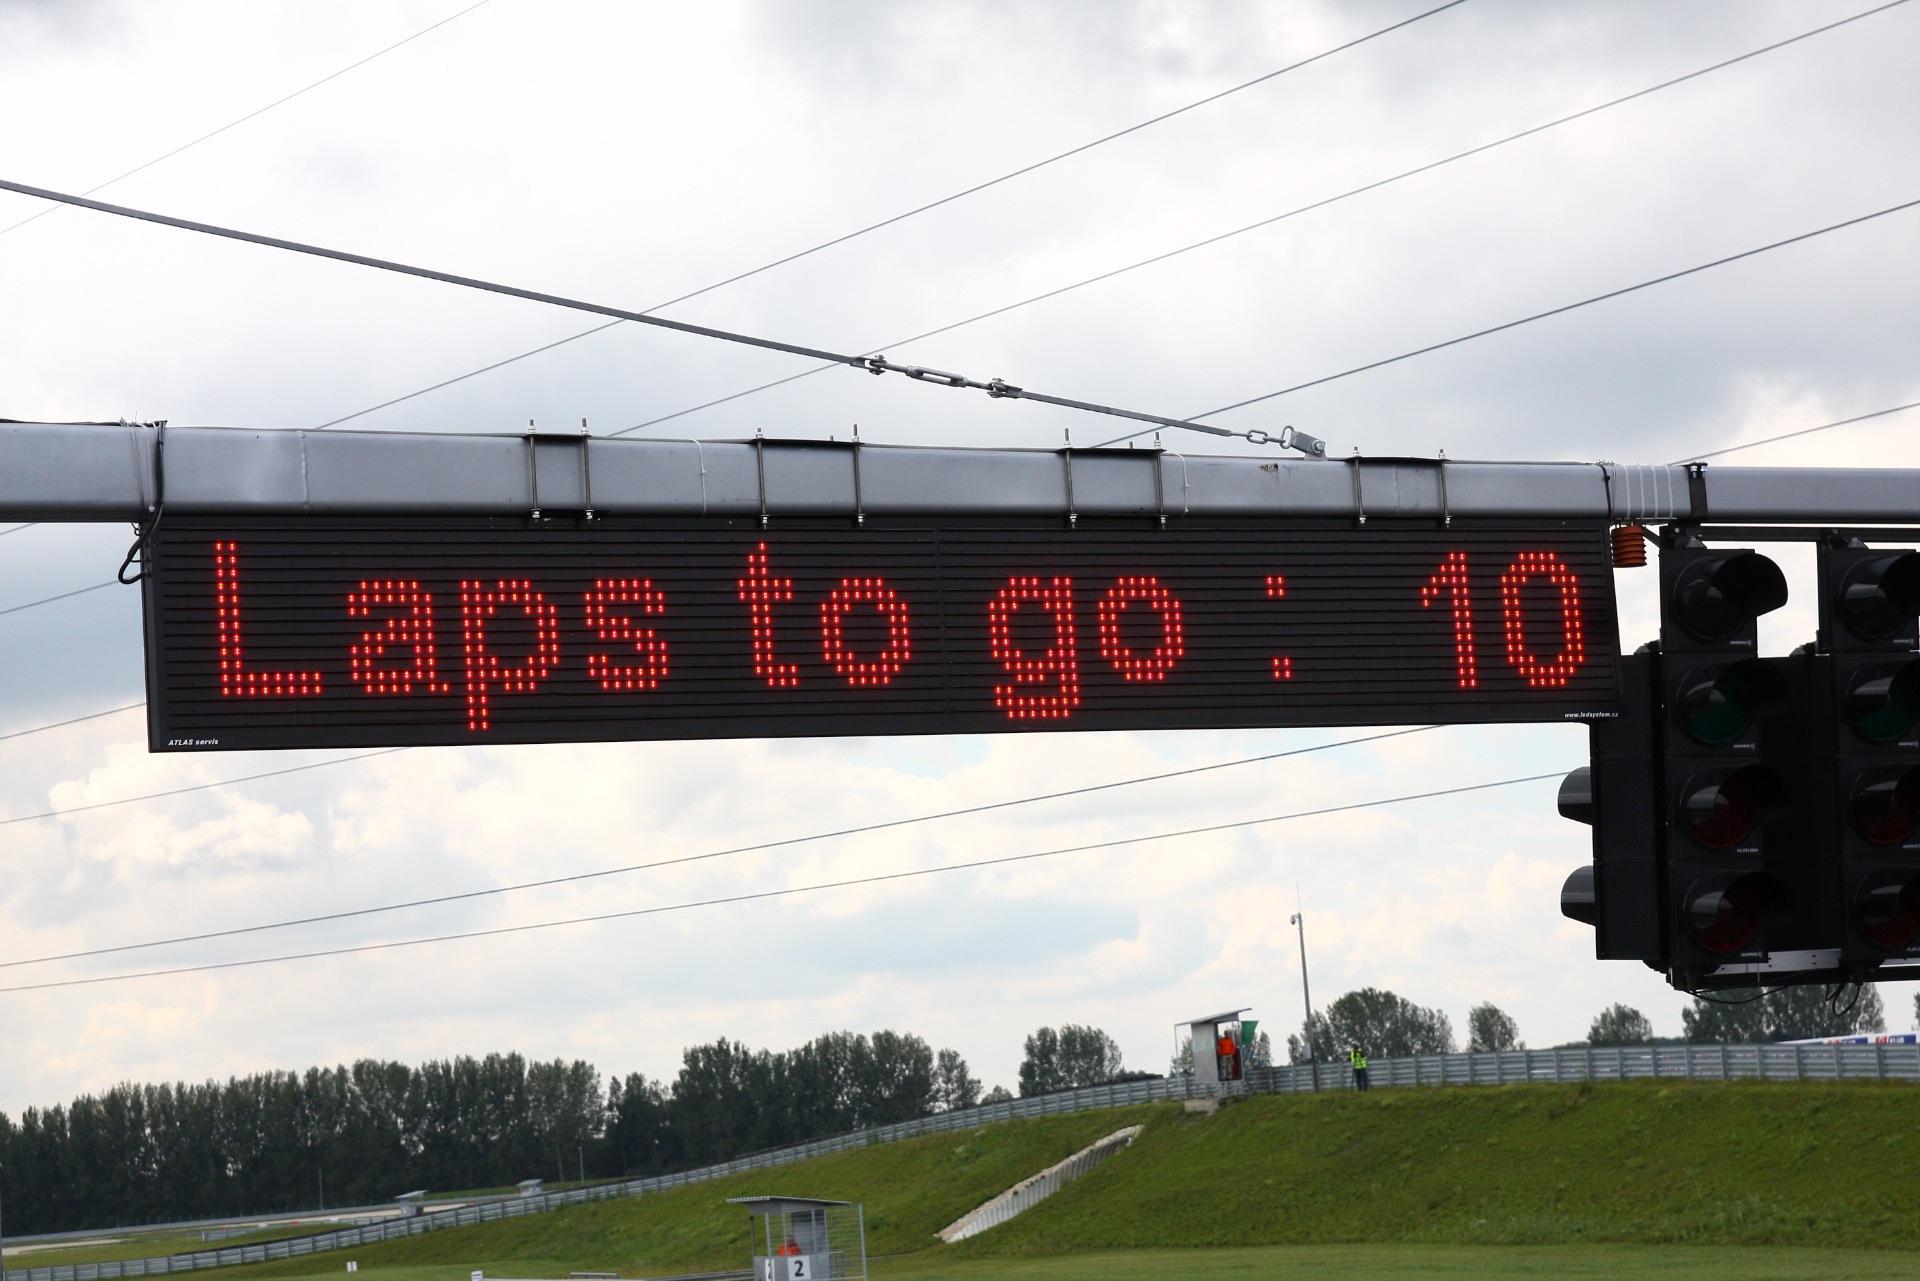 Laps to go : 10
ATLAS servis
www.ledsystem.cz
2